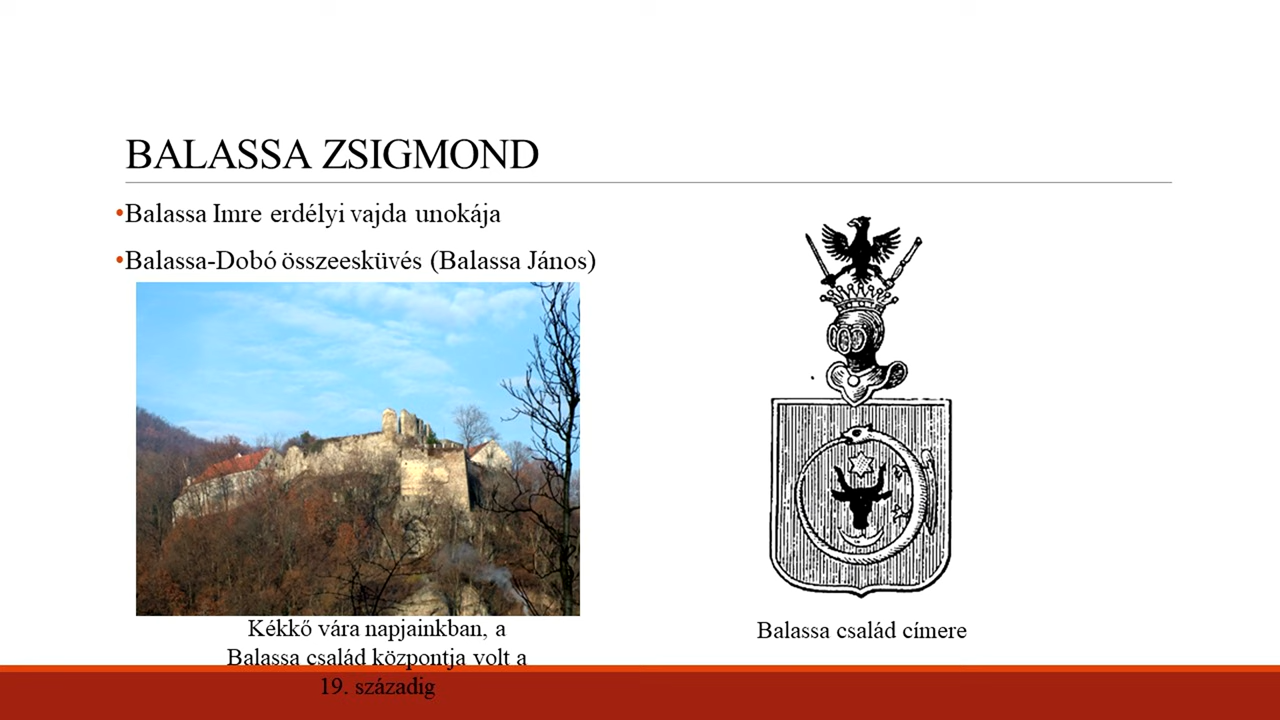 BALASSA ZSIGMOND
•Balassa Imre erdélyi vajda unokája
•Balassa-Dobó összeesküvés (Balassa János)
Kékkő vára napjainkban, a
Balassa család központja volt a
19. századig
Balassa család címere